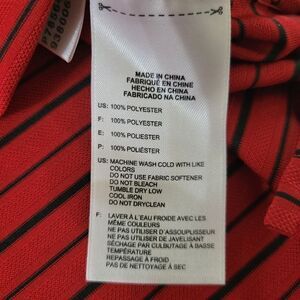 MADE IN CHINA
FABRIQUÉ EN CHINE
HECHO EN CHINA
FABRICADO NA CHINA
US: 100% POLYESTER
F: 100% POLYESTER
E: 100% POLIÉSTER
P: 100% POLIÉSTER
US: MACHINE WASH COLD WITH LIKE
COLORS
DO NOT USE FABRIC SOFTENER
DO NOT BLEACH
TUMBLE DRY LOW
COOL IRON
DO NOT DRYCLEAN
F: LAVER À L'EAU FROIDE AVEC LES
MÊME COULEURS
NE PAS UTILISER D'ASSOUPLISSEUR
NE PAS UTILISER DE JAVELISANT
SÉCHAGE PAR CULBUTAGE À BASSE
TEMPÉRATURE
REPASSAGE À FROID
PAS DE NETTOYAGE À SEC